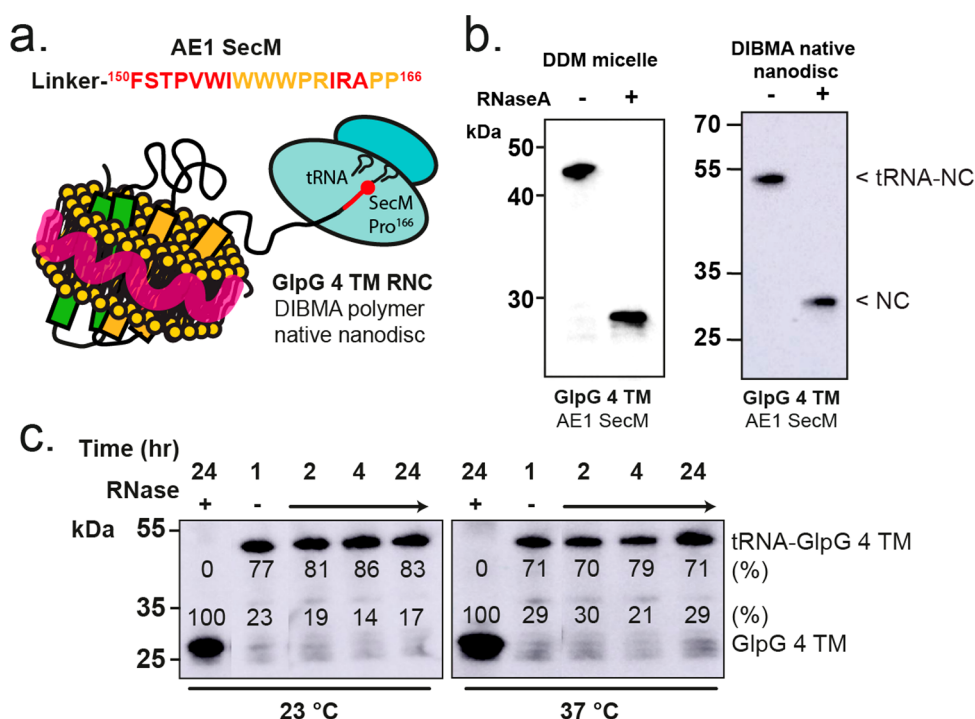 a.
AE1 SecM
Linker-150FSTPVWIWWWPRIRAPP166
tRNA
SecM
Pro166
GlpG 4 TM RNC
DIBMA polymer
native nanodisc
b.
DDM micelle
DIBMA native
nanodisc
RNaseA - +
- +
kDa
50
40
30
70
55
35
25
< tRNA-NC
< NC
GlpG 4 TM
AE1 SecM
GlpG 4 TM
AE1 SecM
c.
Time (hr)
24 1 2 4 24 24 1 2 4 24
RNase
+ - + -
kDa
55
35
25
tRNA-GlpG 4 TM
0 77 81 86 83 0 71 70 79 71 (%)
100 23 19 14 17 100 29 30 21 29 (%)
GlpG 4 TM
23 °C 37 °C